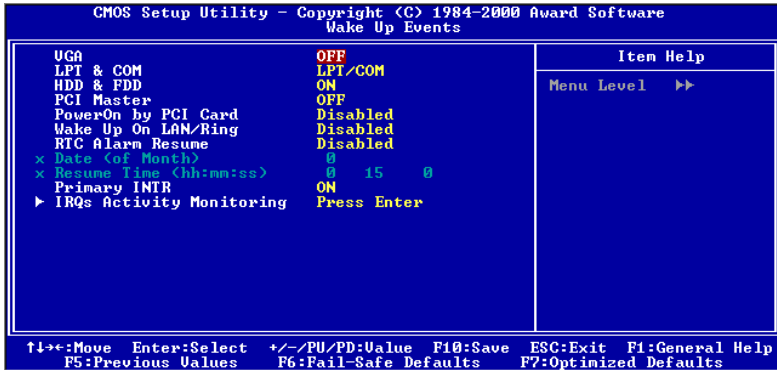 CMOS Setup Utility - Copyright (C) 1984-2000 Award Software
Wake Up Events
VGA OFF
LPT & COM LPT/COM
HDD & FDD ON
PCI Master OFF
PowerOn by PCI Card Disabled
Wake Up On LAN/Ring Disabled
RTC Alarm Resume Disabled
x Date (of Month) 0
x Resume Time (hh:mm:ss) 0 15 0
Primary INTR ON
▶ IRQs Activity Monitoring Press Enter
Item Help
Menu Level ▶▶
↑↓→←:Move Enter:Select +/-/PU/PD:Value F10:Save ESC:Exit F1:General Help
F5:Previous Values F6:Fail-Safe Defaults F7:Optimized Defaults